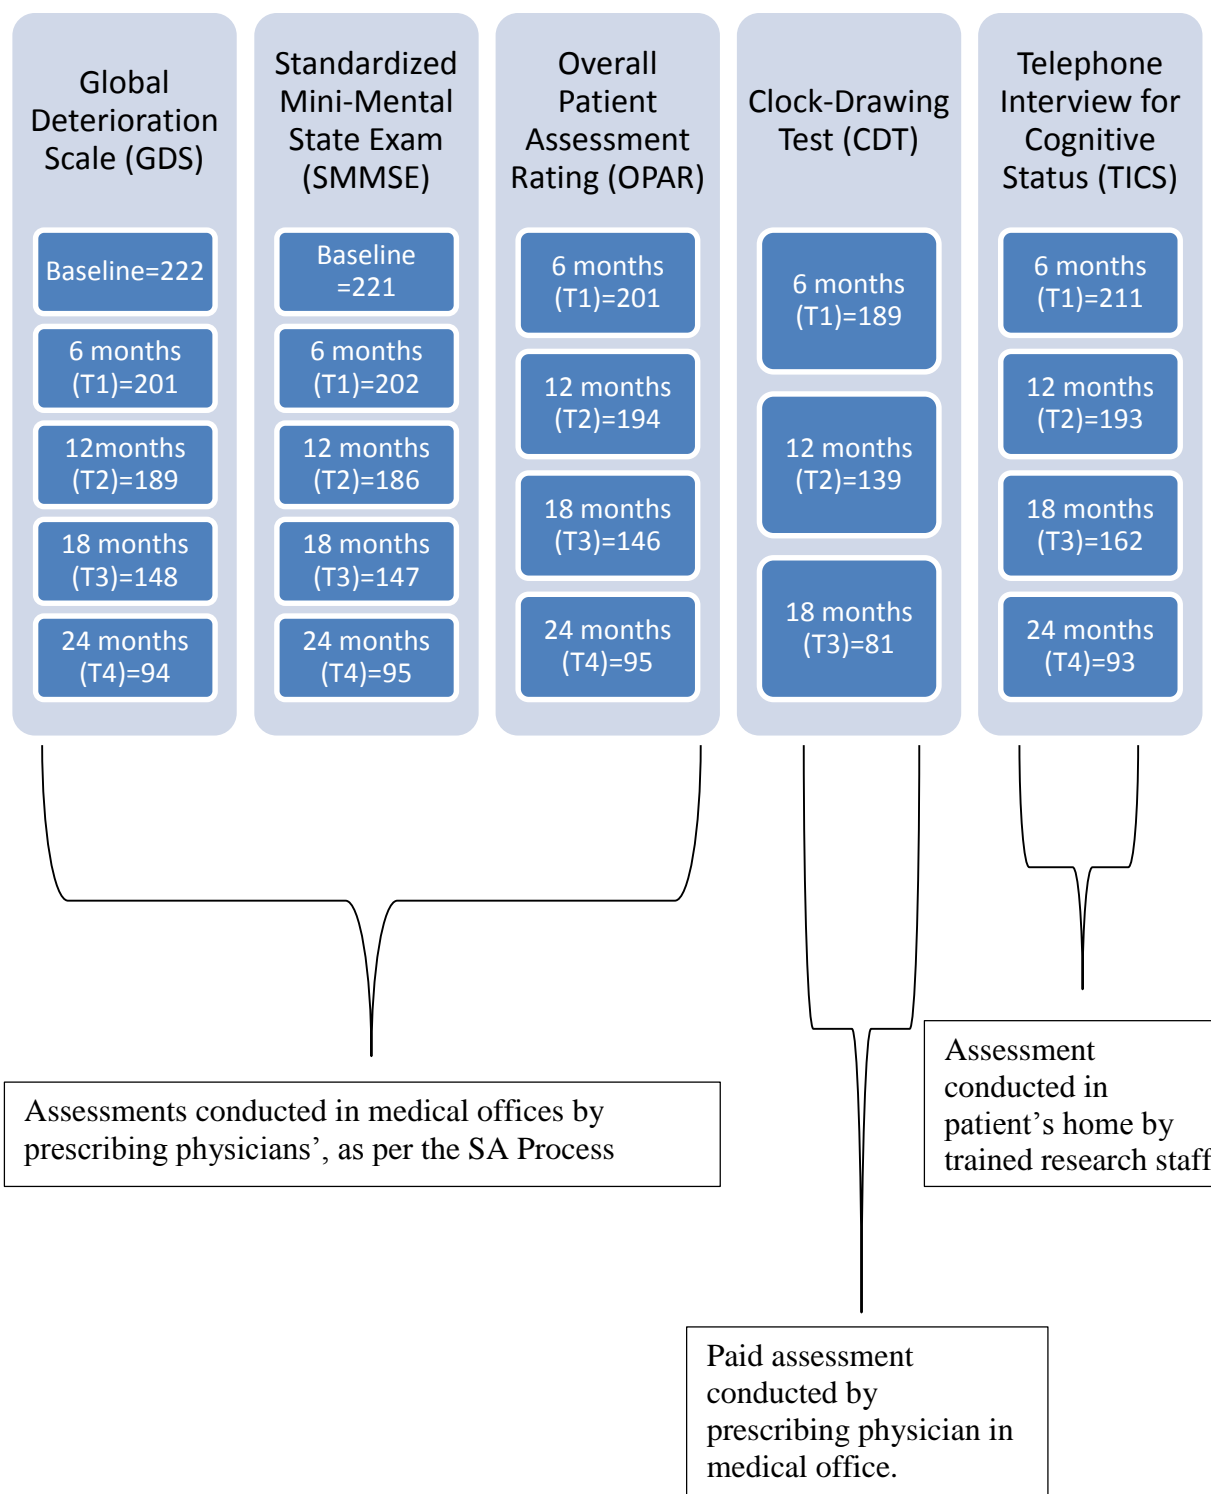 Global
Deterioration
Scale (GDS)
Baseline=222
6 months
(T1)=201
12months
(T2)=189
18 months
(T3)=148
24 months
(T4)=94
Standardized
Mini-Mental
State Exam
(SMMSE)
Baseline
=221
6 months
(T1)=202
12 months
(T2)=186
18 months
(T3)=147
24 months
(T4)=95
Overall
Patient
Assessment
Rating (OPAR)
6 months
(T1)=201
12 months
(T2)=194
18 months
(T3)=146
24 months
(T4)=95
Clock-Drawing
Test (CDT)
6 months
(T1)=189
12 months
(T2)=139
18 months
(T3)=81
Telephone
Interview for
Cognitive
Status (TICS)
6 months
(T1)=211
12 months
(T2)=193
18 months
(T3)=162
24 months
(T4)=93
Assessments conducted in medical offices by
prescribing physicians’, as per the SA Process
Assessment
conducted in
patient’s home by
trained research staff
Paid assessment
conducted by
prescribing physician in
medical office.